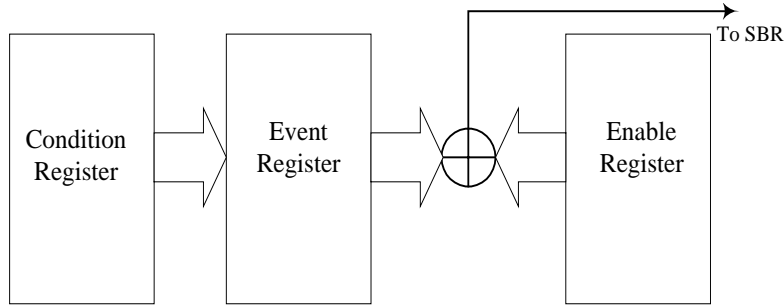 To SBR
Condition
Register
Event
Register
Enable
Register